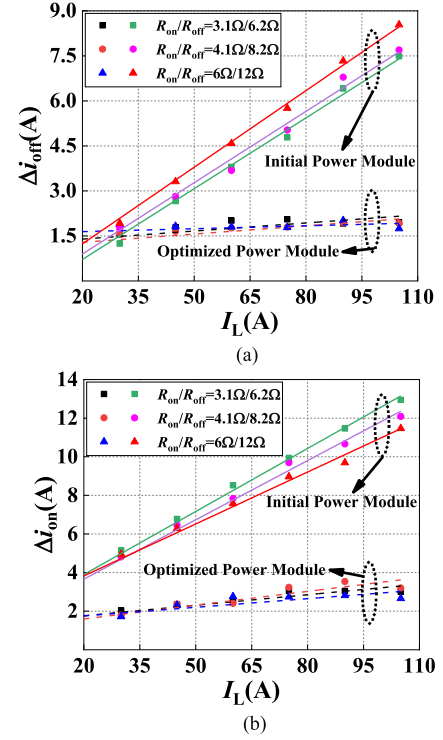 9.0
7.5
6.0
4.5
3.0
1.5
Δi_off(A)
R_on/R_off=3.1Ω/6.2Ω
R_on/R_off=4.1Ω/8.2Ω
R_on/R_off=6Ω/12Ω
Initial Power Module
Optimized Power Module
20 35 50 65 80 95 110
I_L(A)
(a)
14
12
10
8
6
4
2
Δi_on(A)
R_on/R_off=3.1Ω/6.2Ω
R_on/R_off=4.1Ω/8.2Ω
R_on/R_off=6Ω/12Ω
Initial Power Module
Optimized Power Module
20 35 50 65 80 95 110
I_L(A)
(b)